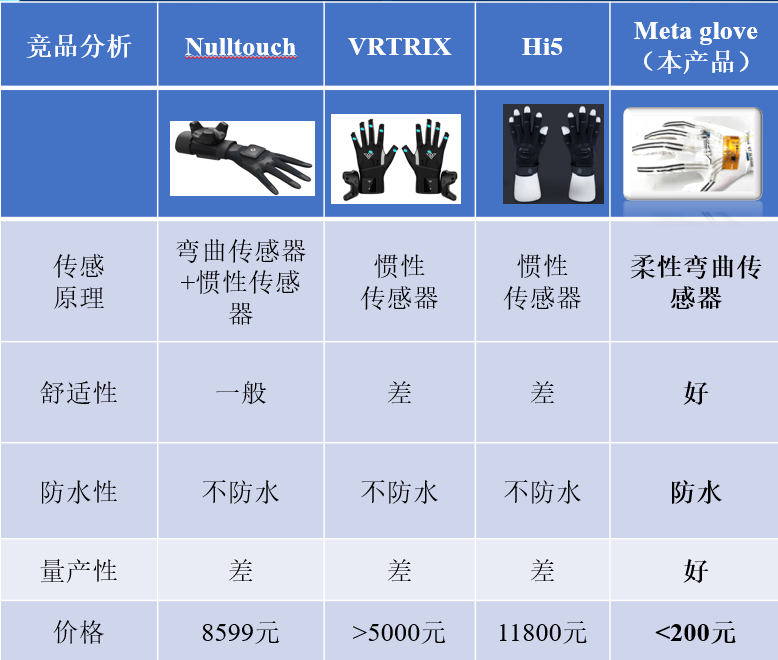 竞品分析 Nulltouch VRTRIX Hi5 Meta glove
（本产品）
传感
原理
弯曲传感器
+惯性传感
器
惯性
传感器
惯性
传感器
柔性弯曲传
感器
舒适性 一般 差 差 好
防水性 不防水 不防水 不防水 防水
量产性 差 差 差 好
价格 8599元 >5000元 11800元 <200元